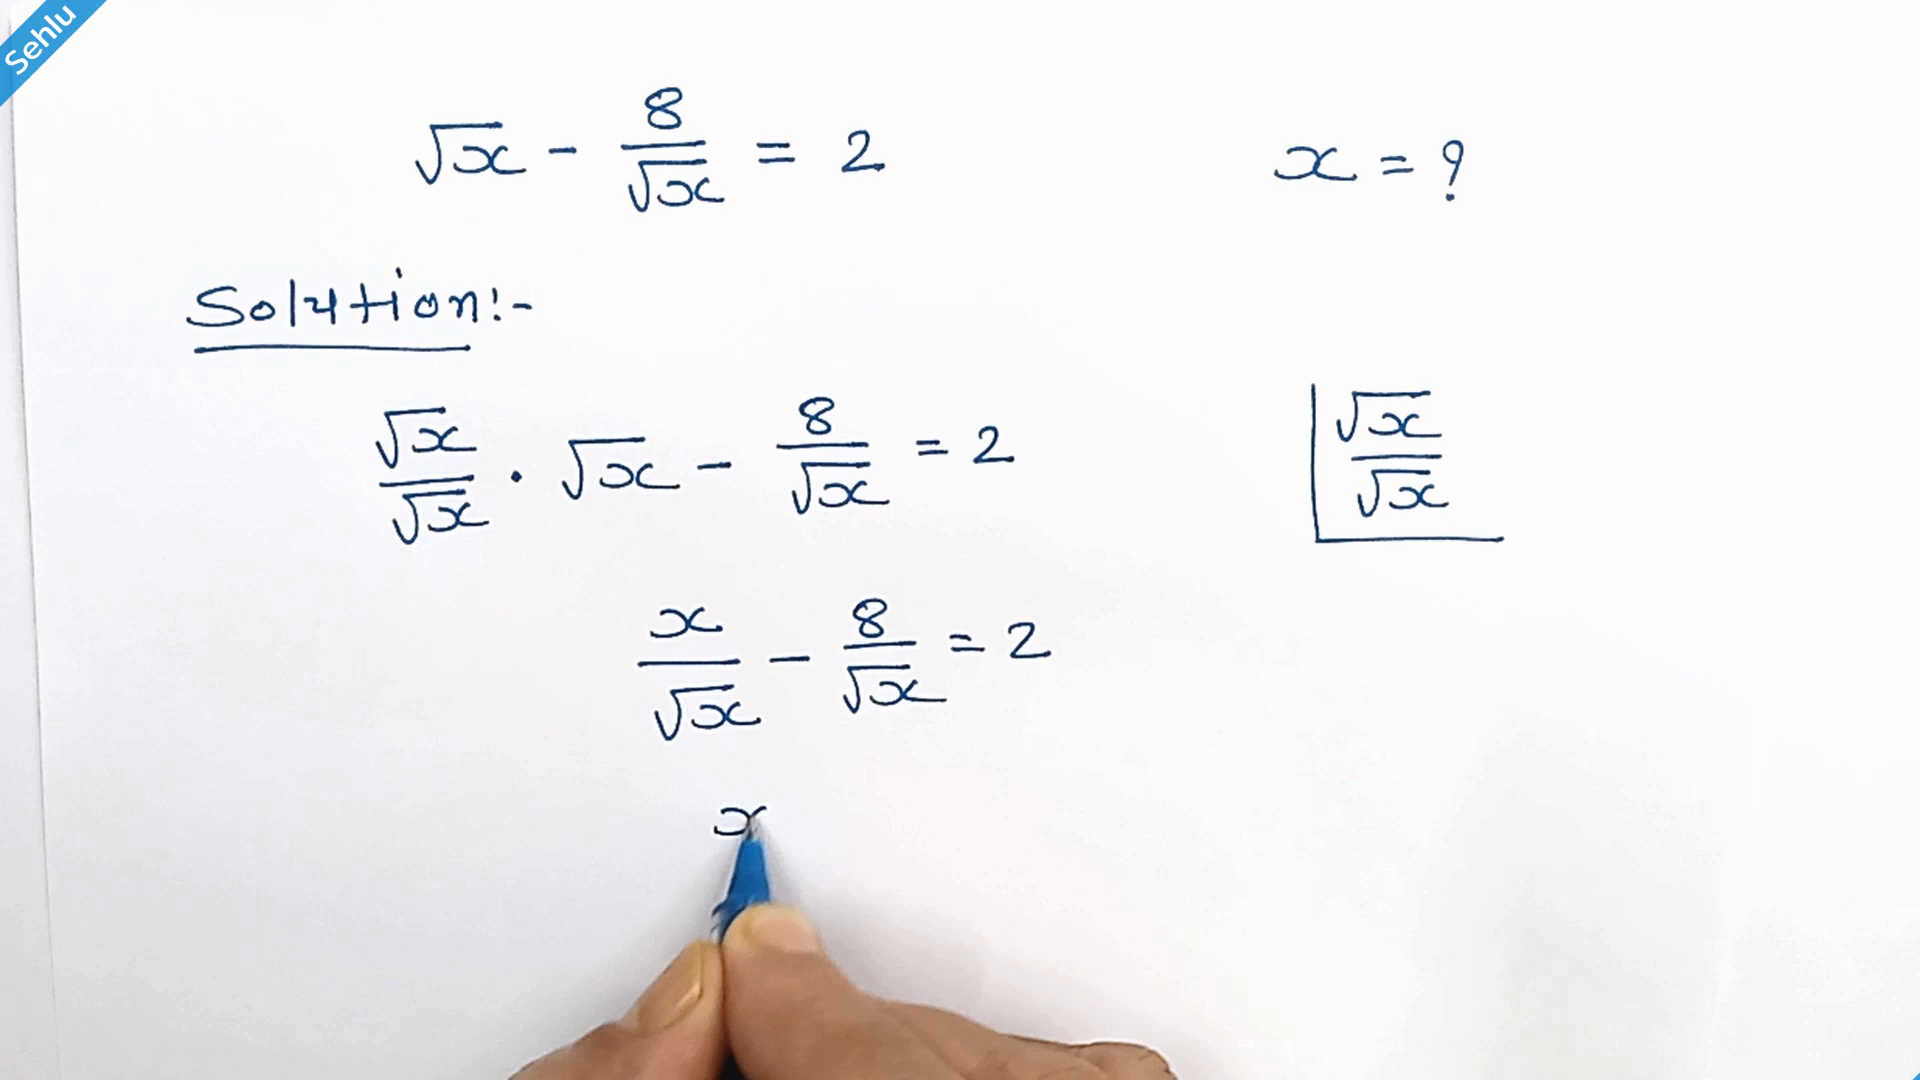 Sehlu
√x - 8/√x = 2    x = ?
Solution:-
√x/√x · √x - 8/√x = 2    √x/√x
x/√x - 8/√x = 2
x